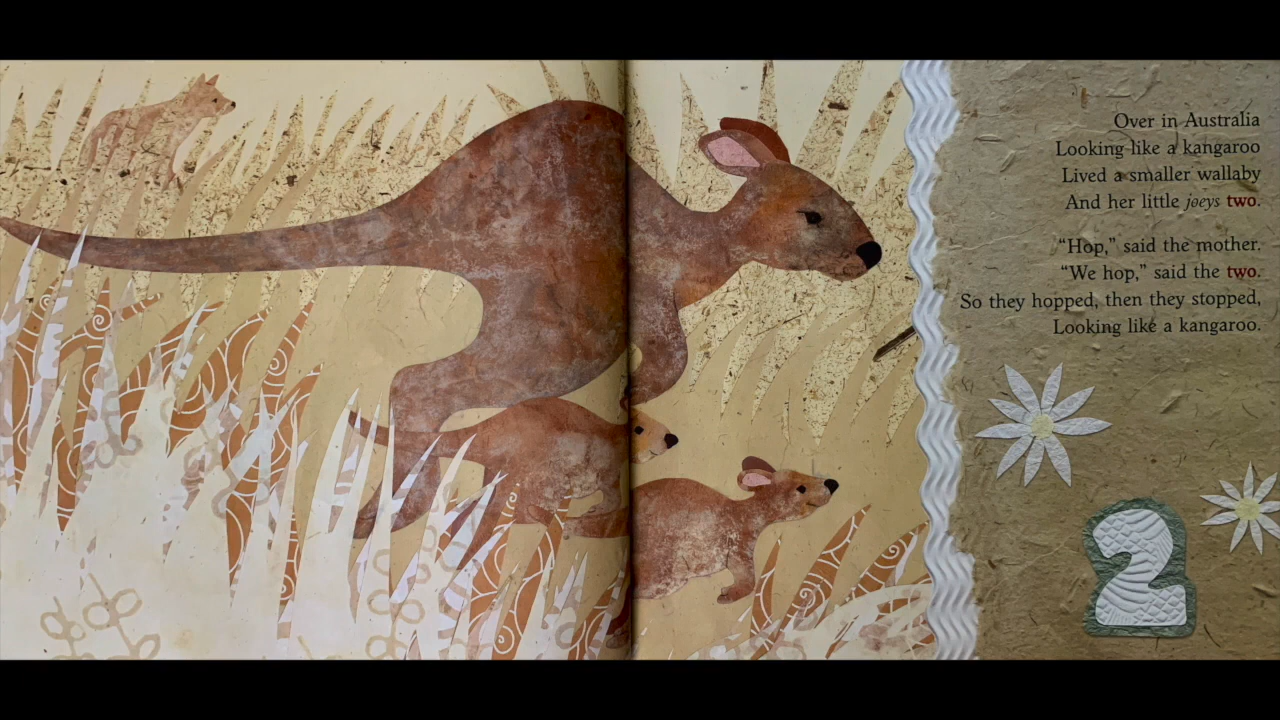 Over in Australia
Looking like a kangaroo
Lived a smaller wallaby
And her little joeys two.
“Hop,” said the mother.
“We hop,” said the two.
So they hopped, then they stopped,
Looking like a kangaroo.
2